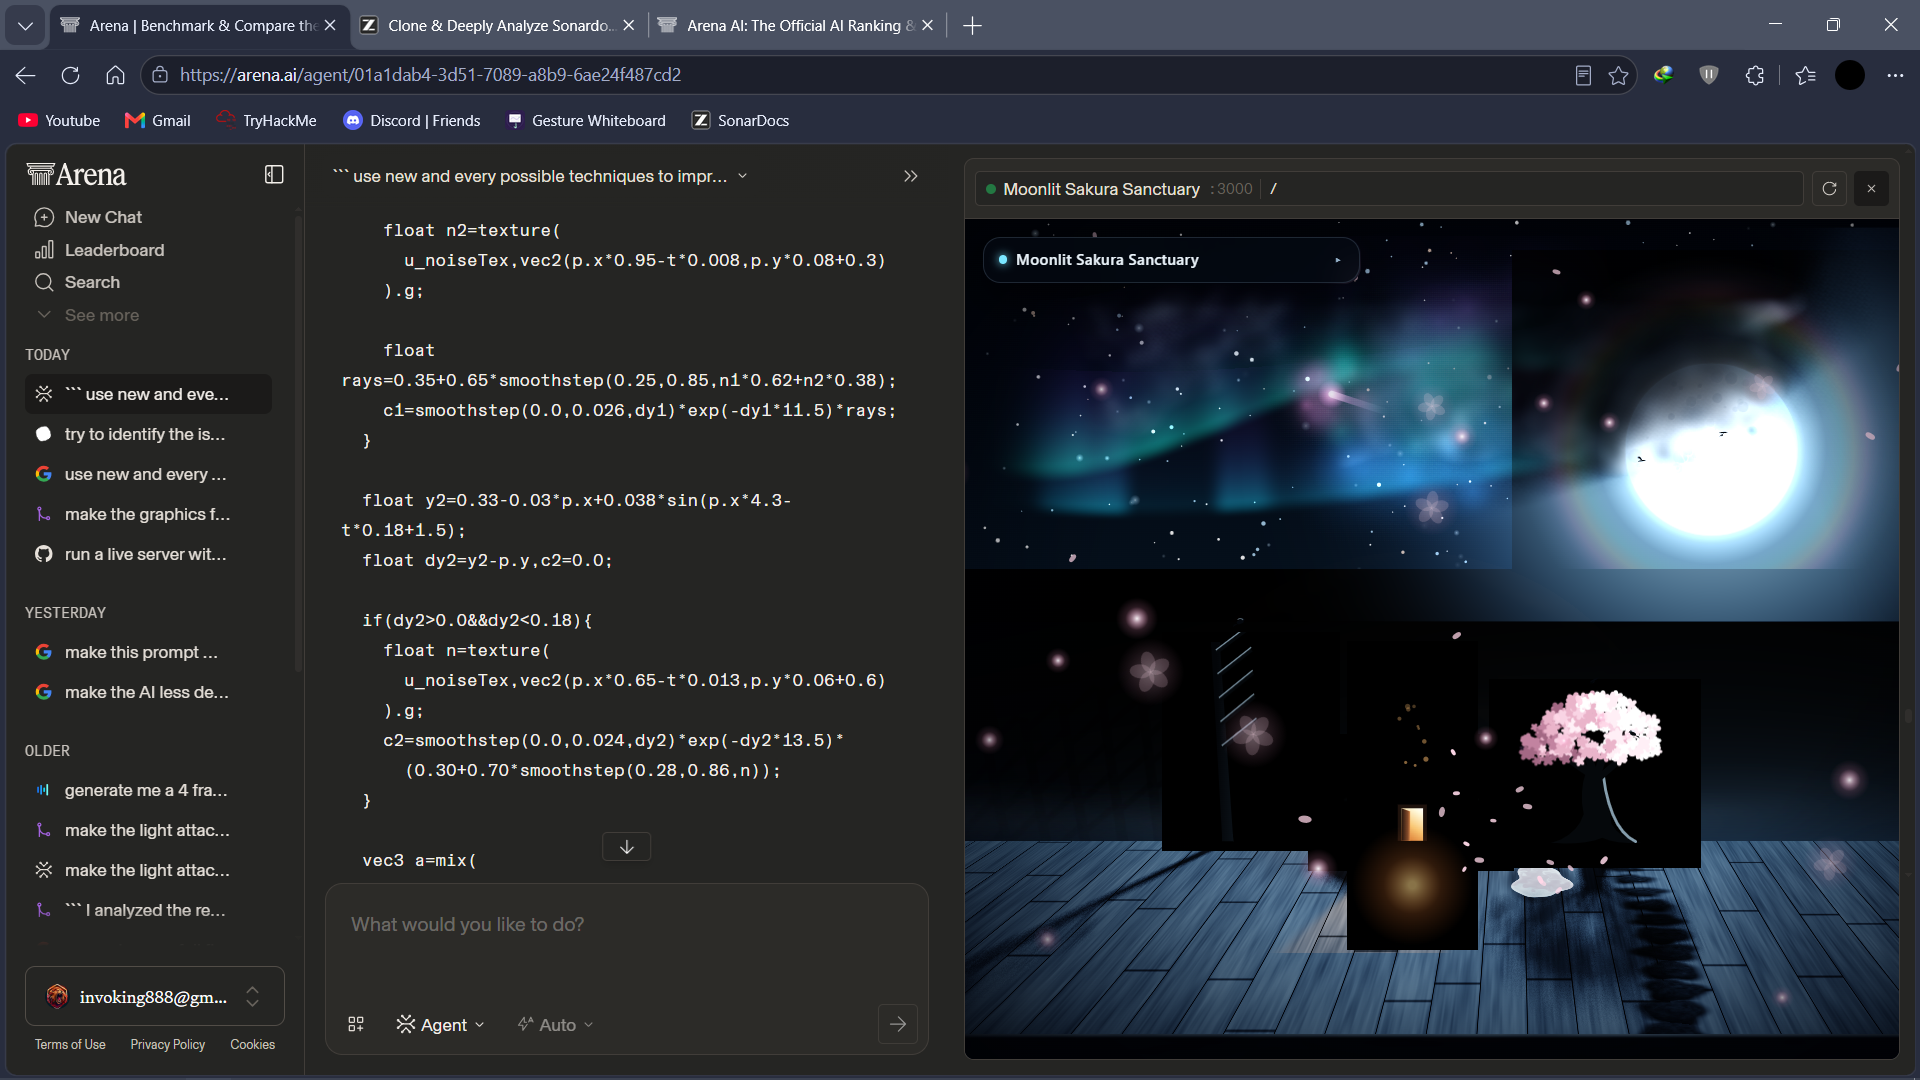 Arena | Benchmark & Compare the
Clone & Deeply Analyze Sonardo...
Arena AI: The Official AI Ranking &
https://arena.ai/agent/01a1dab4-3d51-7089-a8b9-6ae24f487cd2
Youtube
Gmail
TryHackMe
Discord | Friends
Gesture Whiteboard
SonarDocs
Arena
New Chat
Leaderboard
Search
See more
TODAY
``` use new and eve...
try to identify the is...
use new and every ...
make the graphics f...
run a live server wit...
YESTERDAY
make this prompt ...
make the AI less de...
OLDER
generate me a 4 fra...
make the light attac...
make the light attac...
``` I analyzed the re...
invoking888@gm...
Terms of Use
Privacy Policy
Cookies
``` use new and every possible techniques to impr...
float n2=texture(
u_noiseTex,vec2(p.x*0.95-t*0.008,p.y*0.08+0.3)
).g;
float
rays=0.35+0.65*smoothstep(0.25,0.85,n1*0.62+n2*0.38);
c1=smoothstep(0.0,0.026,dy1)*exp(-dy1*11.5)*rays;
}
float y2=0.33-0.03*p.x+0.038*sin(p.x*4.3-
t*0.18+1.5);
float dy2=y2-p.y,c2=0.0;
if(dy2>0.0&&dy2<0.18){
float n=texture(
u_noiseTex,vec2(p.x*0.65-t*0.013,p.y*0.06+0.6)
).g;
c2=smoothstep(0.0,0.024,dy2)*exp(-dy2*13.5)*
(0.30+0.70*smoothstep(0.28,0.86,n));
}
vec3 a=mix(
What would you like to do?
Agent
Auto
Moonlit Sakura Sanctuary :3000 /
Moonlit Sakura Sanctuary